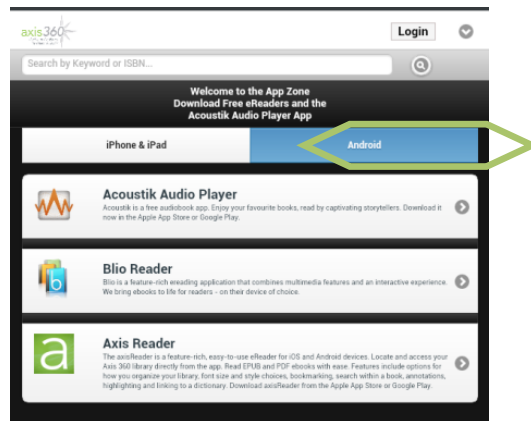 axis360
Login
Search by Keyword or ISBN...
Welcome to the App Zone
Download Free eReaders and the
Acoustik Audio Player App
iPhone & iPad
Android
Acoustik Audio Player
Acoustik is a free audiobook app. Enjoy your favourite books, read by captivating storytellers. Download it
now in the Apple App Store or Google Play.
Blio Reader
Blio is a feature-rich ereading application that combines multimedia features and an interactive experience.
We bring ebooks to life for readers - on their device of choice.
Axis Reader
The axisReader is a feature-rich, easy-to-use eReader for iOS and Android devices. Locate and access your
Axis 360 library directly from the app. Read EPUB and PDF ebooks with ease. Features include options for
how you organize your library, font size and style choices, bookmarking, search within a book, annotations,
highlighting and linking to a dictionary. Download axisReader from the Apple App Store or Google Play.